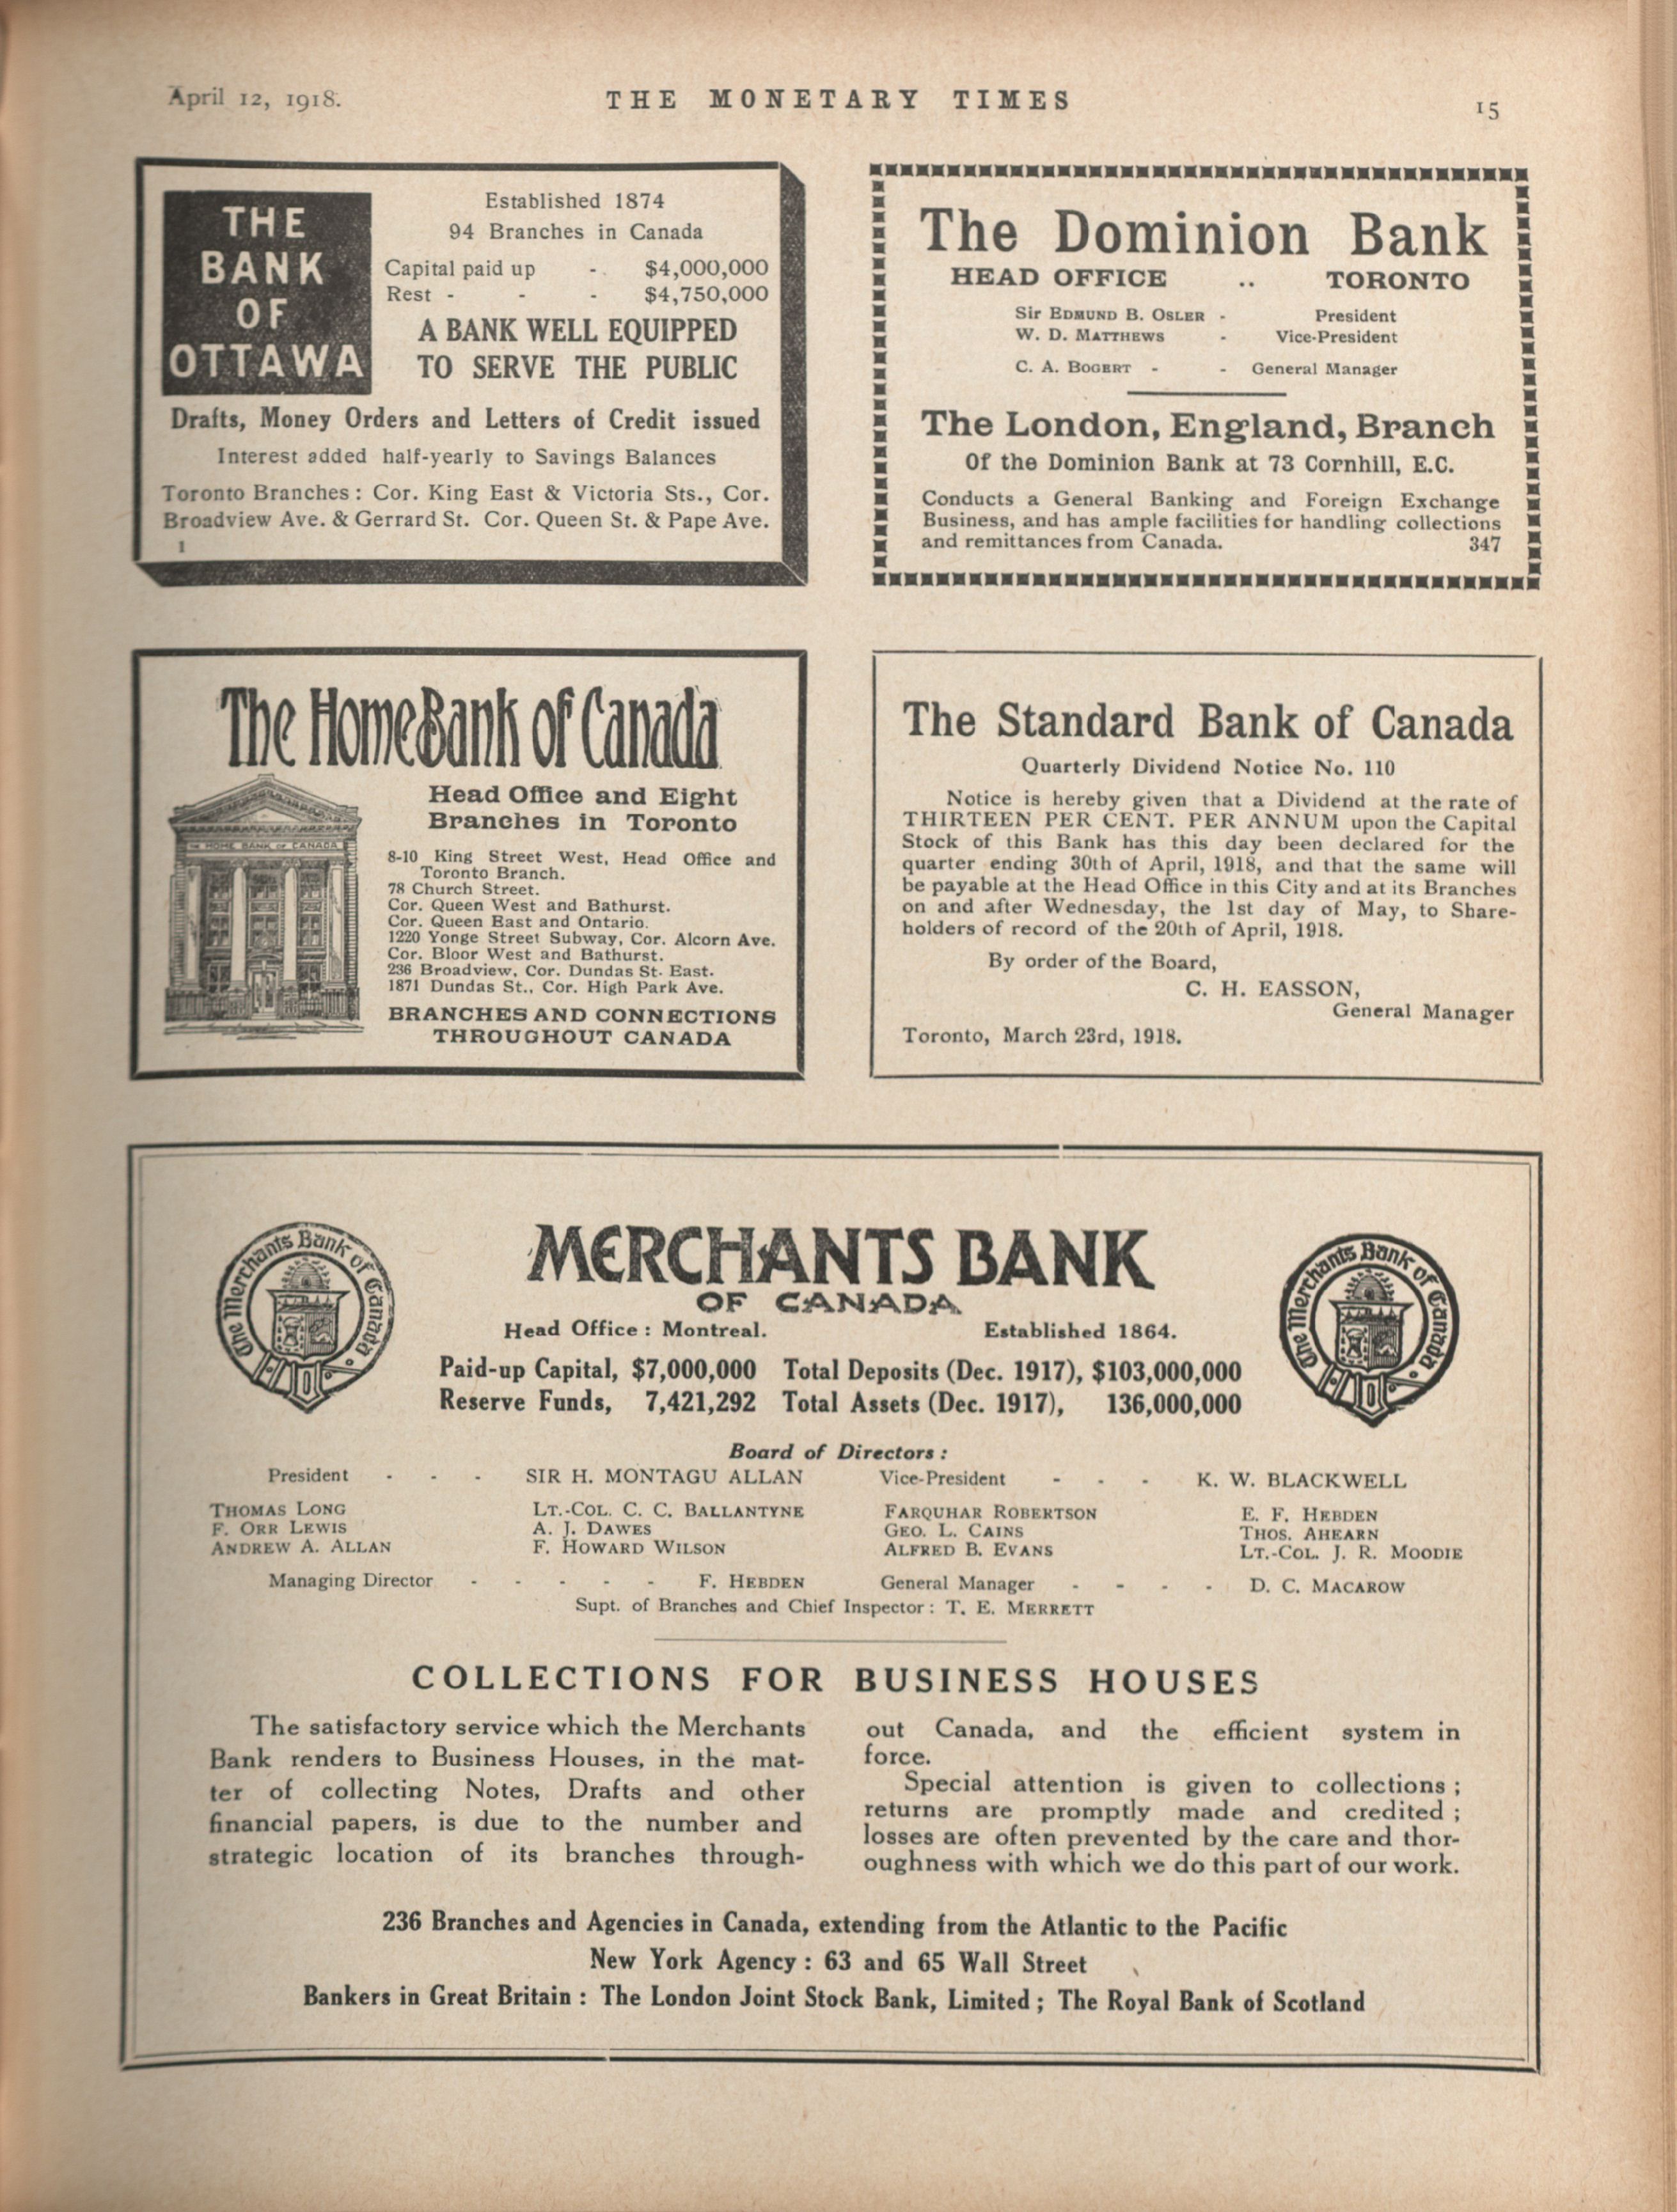 April 12, 1918.
THE MONETARY TIMES
15
THE
BANK
OF
OTTAWA
Established 1874
94 Branches in Canada
Capital paid up - - $4,000,000
Rest - - - $4,750,000
A BANK WELL EQUIPPED
TO SERVE THE PUBLIC
Drafts, Money Orders and Letters of Credit issued
Interest added half-yearly to Savings Balances
Toronto Branches: Cor. King East & Victoria Sts., Cor.
Broadview Ave. & Gerrard St. Cor. Queen St. & Pape Ave.
1
The Dominion Bank
HEAD OFFICE .. TORONTO
Sir EDMUND B. OSLER - President
W. D. MATTHEWS - Vice-President
C. A. BOGERT - - General Manager
The London, England, Branch
Of the Dominion Bank at 73 Cornhill, E.C.
Conducts a General Banking and Foreign Exchange
Business, and has ample facilities for handling collections
and remittances from Canada. 347
The Home Bank of Canada
THE HOME BANK OF CANADA
Head Office and Eight
Branches in Toronto
8-10 King Street West, Head Office and
Toronto Branch.
78 Church Street.
Cor. Queen West and Bathurst.
Cor. Queen East and Ontario.
1220 Yonge Street Subway, Cor. Alcorn Ave.
Cor. Bloor West and Bathurst.
236 Broadview, Cor. Dundas St. East.
1871 Dundas St., Cor. High Park Ave.
BRANCHES AND CONNECTIONS
THROUGHOUT CANADA
The Standard Bank of Canada
Quarterly Dividend Notice No. 110
Notice is hereby given that a Dividend at the rate of
THIRTEEN PER CENT. PER ANNUM upon the Capital
Stock of this Bank has this day been declared for the
quarter ending 30th of April, 1918, and that the same will
be payable at the Head Office in this City and at its Branches
on and after Wednesday, the 1st day of May, to Share-
holders of record of the 20th of April, 1918.
By order of the Board,
C. H. EASSON,
General Manager
Toronto, March 23rd, 1918.
The Merchants Bank of Canada
MERCHANTS BANK
OF CANADA
The Merchants Bank of Canada
Head Office: Montreal. Established 1864.
Paid-up Capital, $7,000,000 Total Deposits (Dec. 1917), $103,000,000
Reserve Funds, 7,421,292 Total Assets (Dec. 1917), 136,000,000
Board of Directors:
President - - - SIR H. MONTAGU ALLAN Vice-President - - - K. W. BLACKWELL
THOMAS LONG LT.-COL. C. C. BALLANTYNE FARQUHAR ROBERTSON E. F. HEBDEN
F. ORR LEWIS A. J. DAWES GEO. L. CAINS THOS. AHEARN
ANDREW A. ALLAN F. HOWARD WILSON ALFRED B. EVANS LT.-COL. J. R. MOODIE
Managing Director - - - - - F. HEBDEN General Manager - - - - D. C. MACAROW
Supt. of Branches and Chief Inspector: T. E. MERRETT
COLLECTIONS FOR BUSINESS HOUSES
The satisfactory service which the Merchants
Bank renders to Business Houses, in the mat-
ter of collecting Notes, Drafts and other
financial papers, is due to the number and
strategic location of its branches through-
out Canada, and the efficient system in
force.
Special attention is given to collections;
returns are promptly made and credited;
losses are often prevented by the care and thor-
oughness with which we do this part of our work.
236 Branches and Agencies in Canada, extending from the Atlantic to the Pacific
New York Agency: 63 and 65 Wall Street
Bankers in Great Britain: The London Joint Stock Bank, Limited; The Royal Bank of Scotland